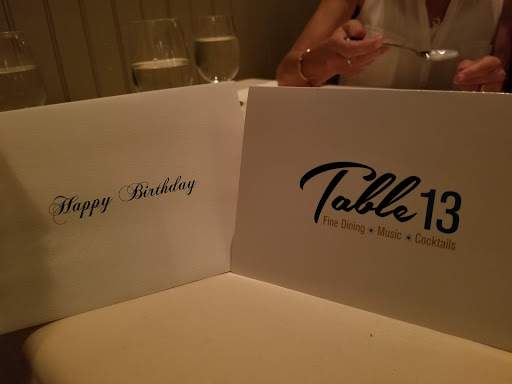 Happy Birthday
Table 13
Fine Dining * Music * Cocktails